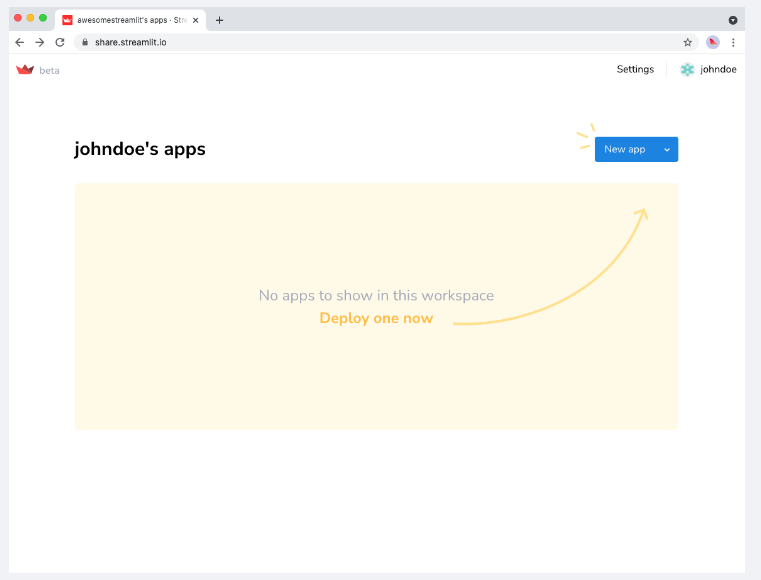 awesomestreamlit's apps · Stre
share.streamlit.io
beta
Settings
johndoe
johndoe's apps
New app
No apps to show in this workspace
Deploy one now